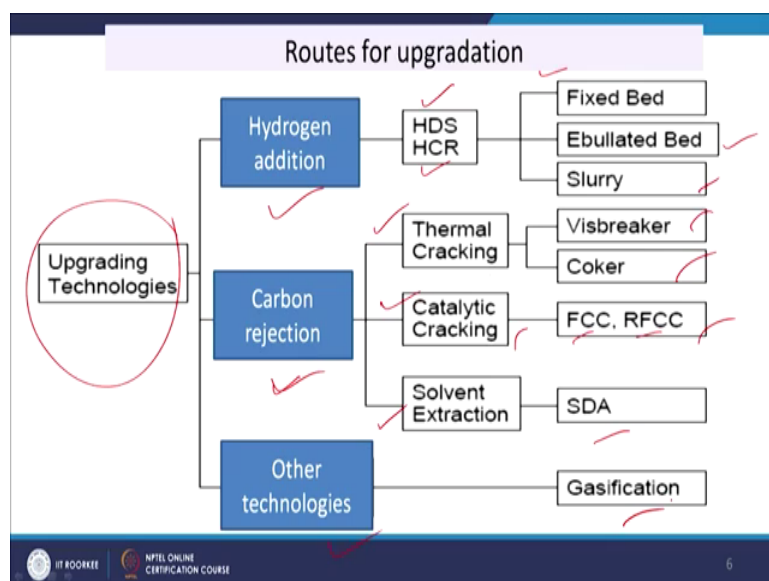 Routes for upgradation
Hydrogen
addition
HDS
HCR
Fixed Bed
Ebullated Bed
Slurry
Upgrading
Technologies
Carbon
rejection
Thermal
Cracking
Visbreaker
Coker
Catalytic
Cracking
FCC, RFCC
Solvent
Extraction
SDA
Other
technologies
Gasification
IIT ROORKEE
NPTEL ONLINE
CERTIFICATION COURSE
6